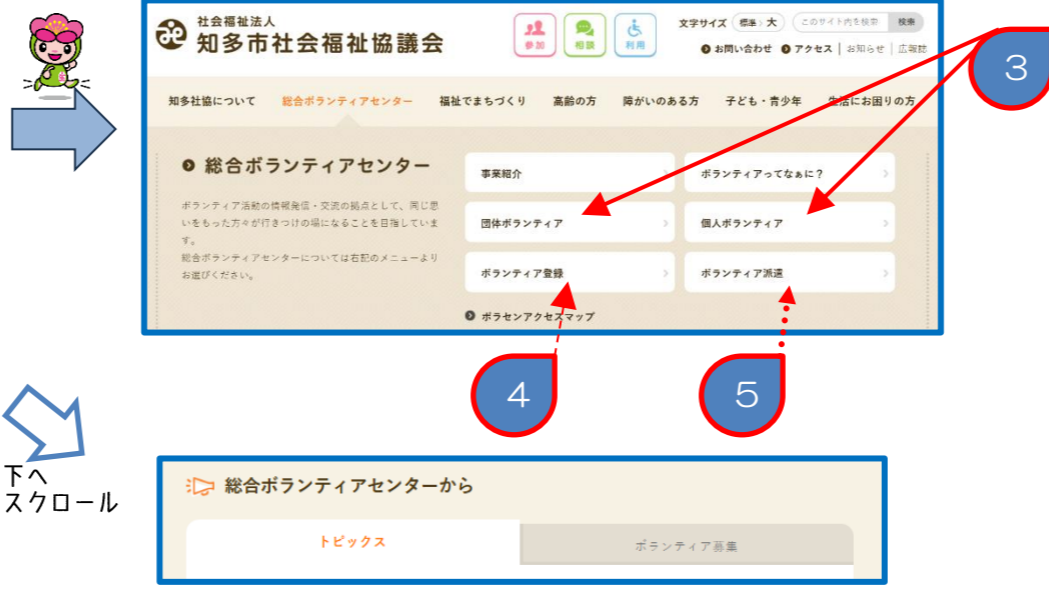 社会福祉法人
知多市社会福祉協議会
参加 相談 利用
文字サイズ 標準 大 このサイト内を検索 検索
お問い合わせ アクセス お知らせ 広報誌
3
知多社協について 総合ボランティアセンター 福祉でまちづくり 高齢の方 障がいのある方 子ども・青少年 生活にお困りの方
総合ボランティアセンター
ボランティア活動の情報発信・交流の拠点として、同じ思
いをもった方々が行きつけの場になることを目指していま
す。
総合ボランティアセンターについては右記のメニューより
お選びください。
事業紹介 ボランティアってなぁに?
団体ボランティア 個人ボランティア
ボランティア登録 ボランティア派遣
ボラセンアクセスマップ
4
5
下へ
スクロール
総合ボランティアセンターから
トピックス ボランティア募集